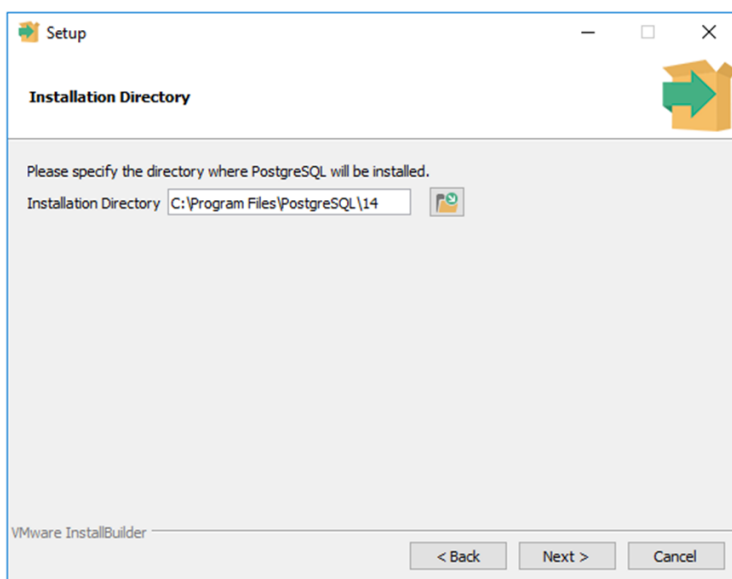 Setup
Installation Directory
Please specify the directory where PostgreSQL will be installed.
Installation Directory C:\Program Files\PostgreSQL\14
VMware InstallBuilder
< Back Next > Cancel